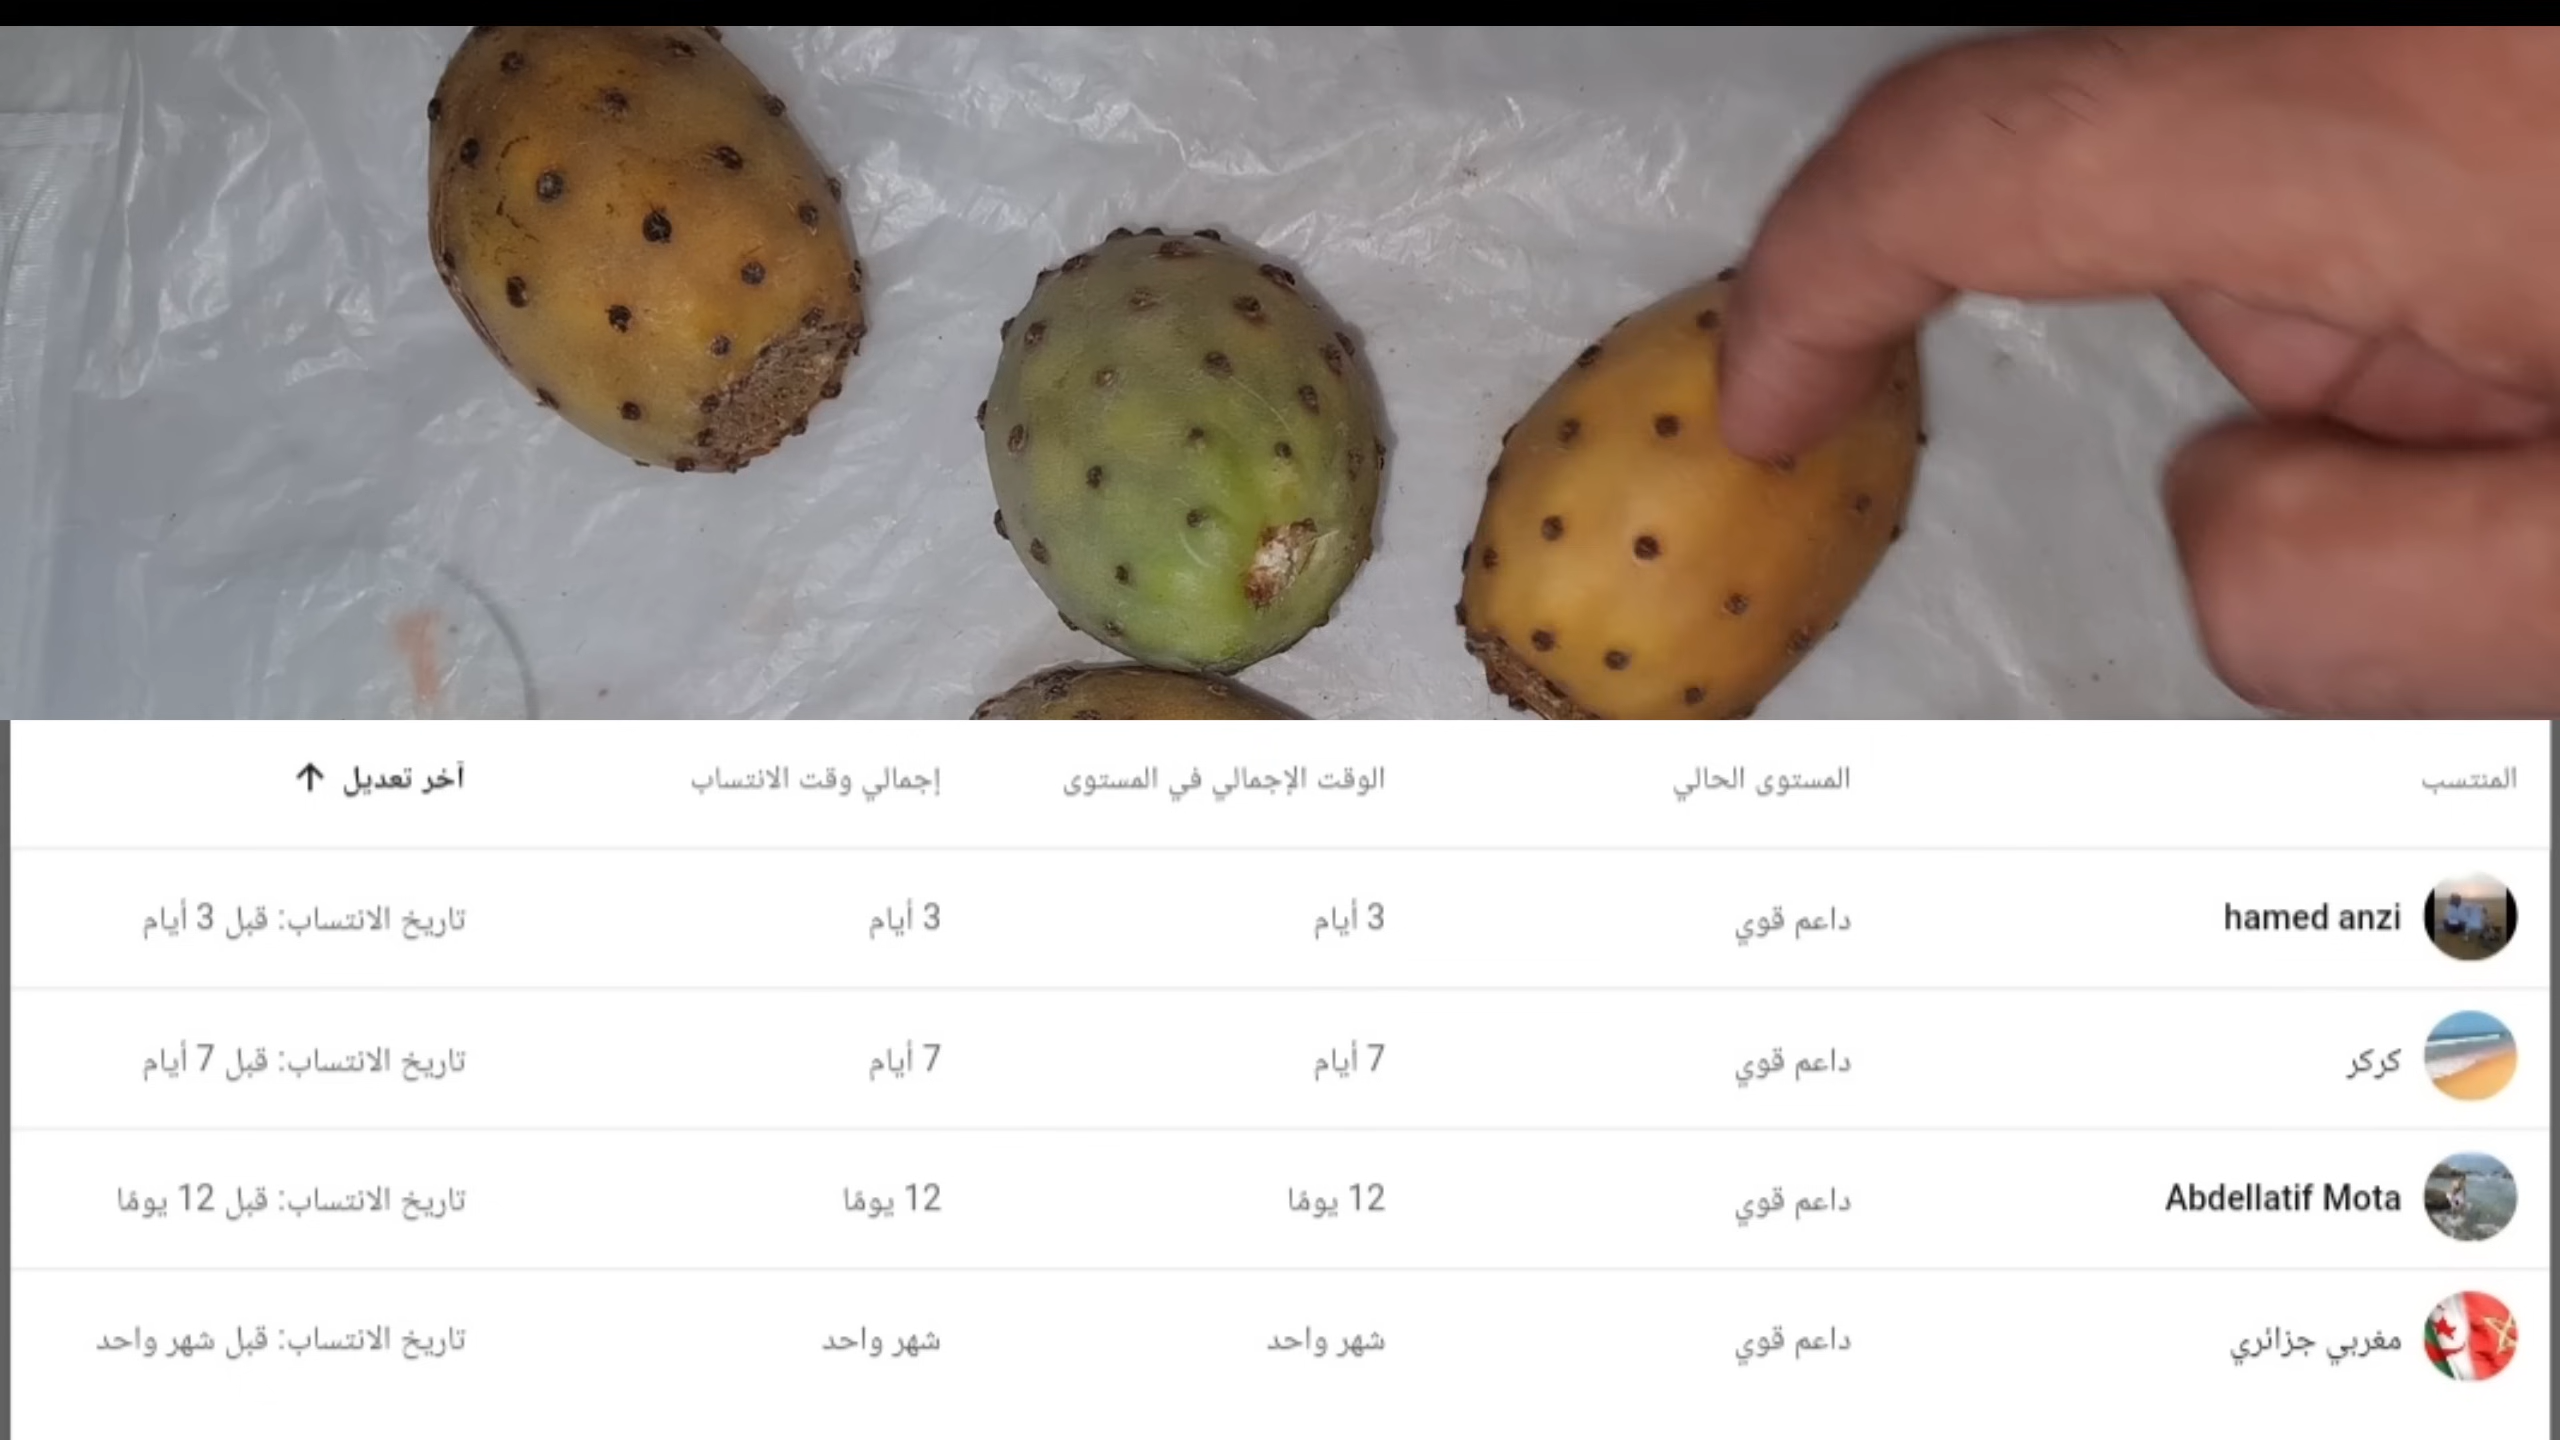 المنتسب المستوى الحالي الوقت الإجمالي في المستوى إجمالي وقت الانتساب آخر تعديل ↑
hamed anzi داعم قوي 3 أيام 3 أيام تاريخ الانتساب: قبل 3 أيام
كركر داعم قوي 7 أيام 7 أيام تاريخ الانتساب: قبل 7 أيام
Abdellatif Mota داعم قوي 12 يومًا 12 يومًا تاريخ الانتساب: قبل 12 يومًا
مغربي جزائري داعم قوي شهر واحد شهر واحد تاريخ الانتساب: قبل شهر واحد